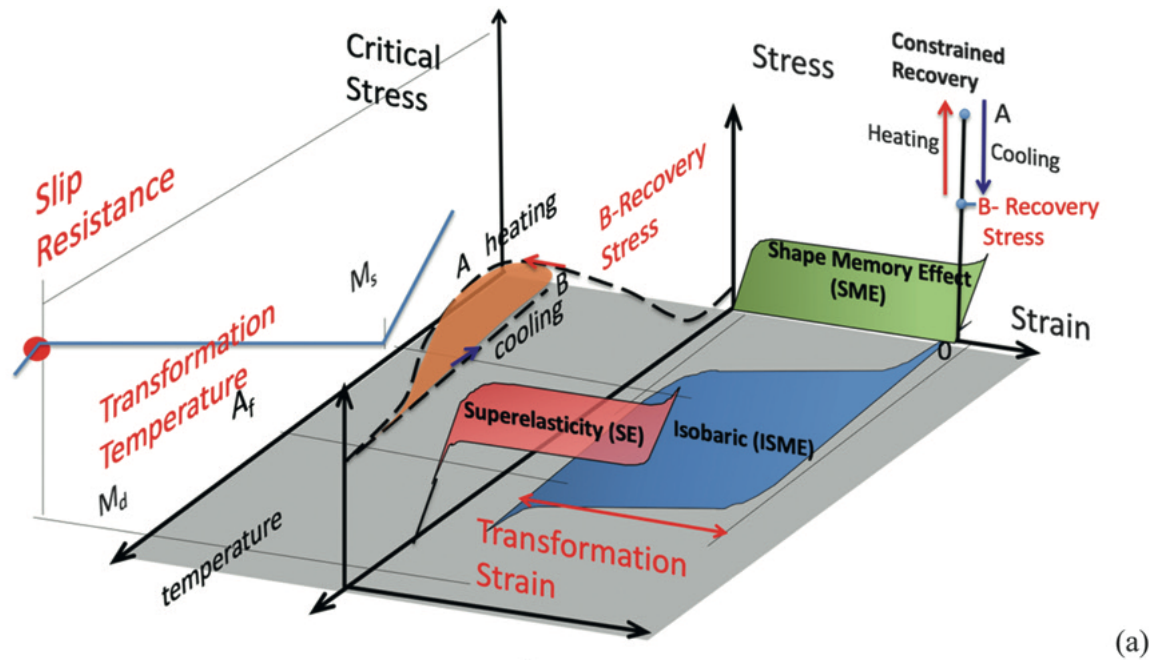 Critical
Stress
Stress
Constrained
Recovery
A
Heating
Cooling
B- Recovery
Stress
Slip
Resistance
B-Recovery
Stress
A heating
B
cooling
Ms
Shape Memory Effect
(SME)
Strain
0
Transformation
Temperature
Af
Superelasticity (SE)
Isobaric (ISME)
Md
temperature
Transformation
Strain
(a)